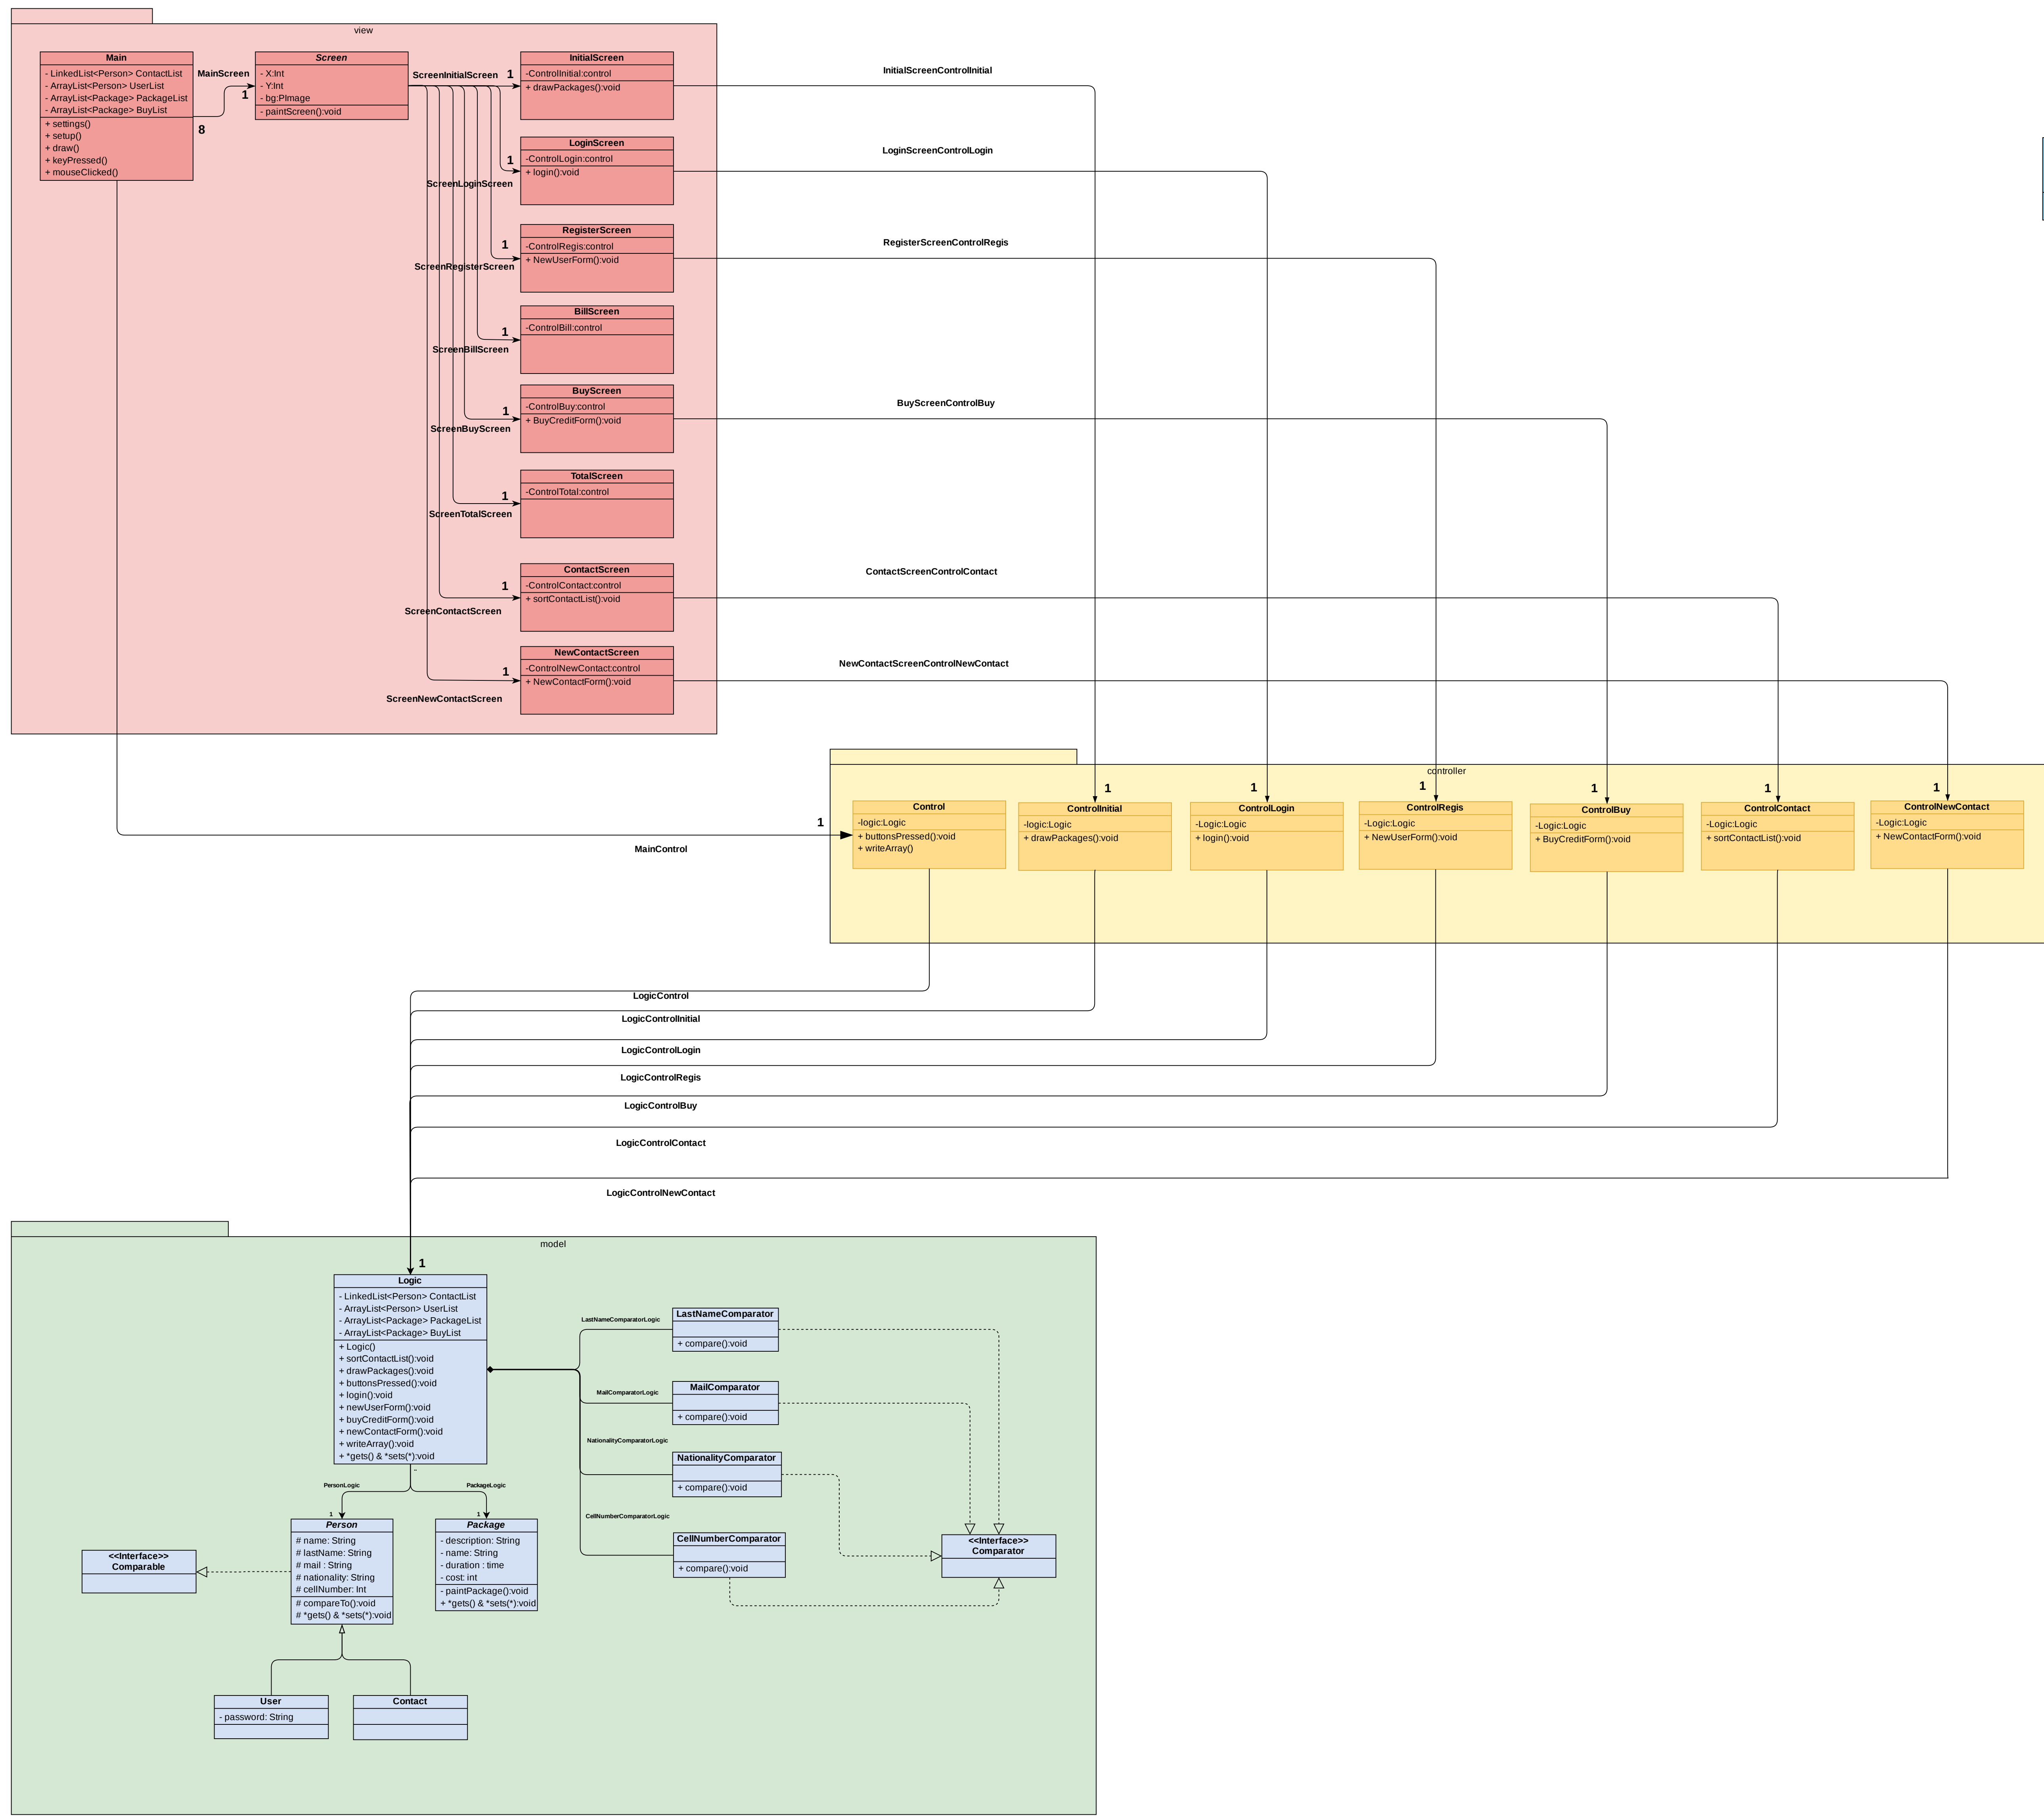 view
Main
- LinkedList<Person> ContactList
- ArrayList<Person> UserList
- ArrayList<Package> PackageList
- ArrayList<Package> BuyList
+ settings()
+ setup()
+ draw()
+ keyPressed()
+ mouseClicked()
MainScreen
1
8
Screen
- X:Int
- Y:Int
- bg:PImage
- paintScreen():void
ScreenInitialScreen
1
InitialScreen
-ControlInitial:control
+ drawPackages():void
InitialScreenControlInitial
1
ScreenLoginScreen
LoginScreen
-ControlLogin:control
+ login():void
LoginScreenControlLogin
1
ScreenRegisterScreen
RegisterScreen
-ControlRegis:control
+ NewUserForm():void
RegisterScreenControlRegis
1
ScreenBillScreen
BillScreen
-ControlBill:control
1
ScreenBuyScreen
BuyScreen
-ControlBuy:control
+ BuyCreditForm():void
BuyScreenControlBuy
1
ScreenTotalScreen
TotalScreen
-ControlTotal:control
1
ScreenContactScreen
ContactScreen
-ControlContact:control
+ sortContactList():void
ContactScreenControlContact
1
ScreenNewContactScreen
NewContactScreen
-ControlNewContact:control
+ NewContactForm():void
NewContactScreenControlNewContact
controller
1
MainControl
Control
-logic:Logic
+ buttonsPressed():void
+ writeArray()
1
ControlInitial
-logic:Logic
+ drawPackages():void
1
ControlLogin
-Logic:Logic
+ login():void
1
ControlRegis
-Logic:Logic
+ NewUserForm():void
1
ControlBuy
-Logic:Logic
+ BuyCreditForm():void
1
ControlContact
-Logic:Logic
+ sortContactList():void
1
ControlNewContact
-Logic:Logic
+ NewContactForm():void
LogicControl
LogicControlInitial
LogicControlLogin
LogicControlRegis
LogicControlBuy
LogicControlContact
LogicControlNewContact
model
1
Logic
- LinkedList<Person> ContactList
- ArrayList<Person> UserList
- ArrayList<Package> PackageList
- ArrayList<Package> BuyList
+ Logic()
+ sortContactList():void
+ drawPackages():void
+ buttonsPressed():void
+ login():void
+ newUserForm():void
+ buyCreditForm():void
+ newContactForm():void
+ writeArray():void
+ *gets() & *sets(*):void
LastNameComparatorLogic
LastNameComparator
+ compare():void
MailComparatorLogic
MailComparator
+ compare():void
NationalityComparatorLogic
NationalityComparator
+ compare():void
CellNumberComparatorLogic
CellNumberComparator
+ compare():void
<<Interface>>
Comparator
PersonLogic
1
PackageLogic
1
<<Interface>>
Comparable
Person
# name: String
# lastName: String
# mail : String
# nationality: String
# cellNumber: Int
# compareTo():void
# *gets() & *sets(*):void
Package
- description: String
- name: String
- duration : time
- cost: int
- paintPackage():void
+ *gets() & *sets(*):void
User
- password: String
Contact